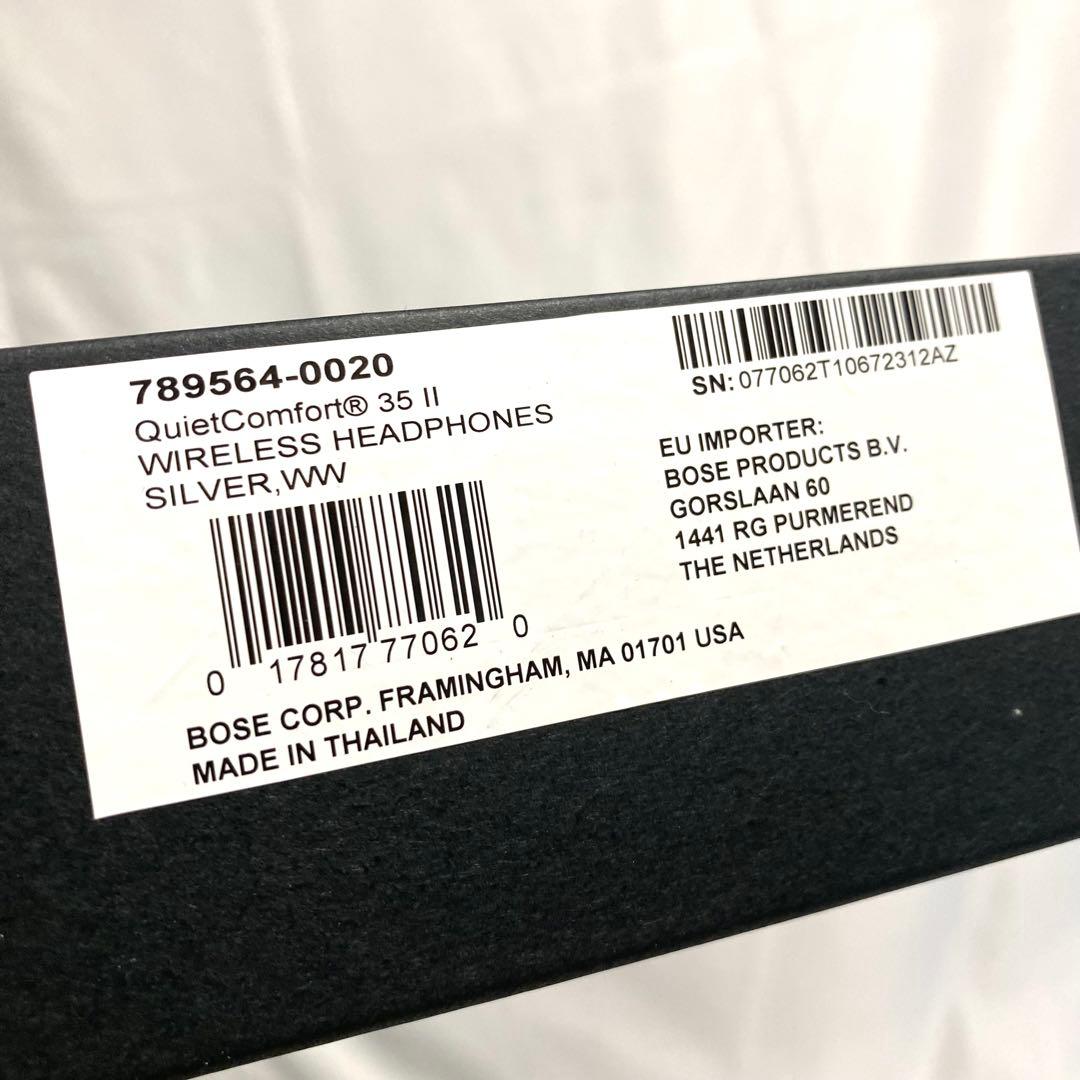 789564-0020
QuietComfort® 35 II
WIRELESS HEADPHONES
SILVER,WW
0 17817 77062 0
BOSE CORP. FRAMINGHAM, MA 01701 USA
MADE IN THAILAND
SN: 077062T10672312AZ
EU IMPORTER:
BOSE PRODUCTS B.V.
GORSLAAN 60
1441 RG PURMEREND
THE NETHERLANDS